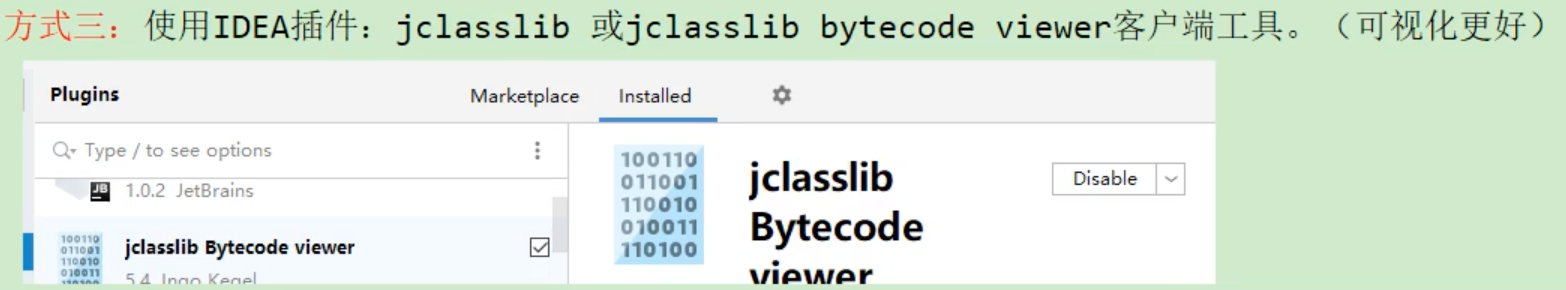 方式三：使用IDEA插件：jclasslib 或jclasslib bytecode viewer客户端工具。（可视化更好）
Plugins
Marketplace
Installed
Type / to see options
JB
1.0.2 JetBrains
100110
011001
110010
010011
110100
jclasslib Bytecode viewer
5.4 Ingo Kegel
100110
011001
110010
010011
110100
jclasslib
Bytecode
viewer
Disable